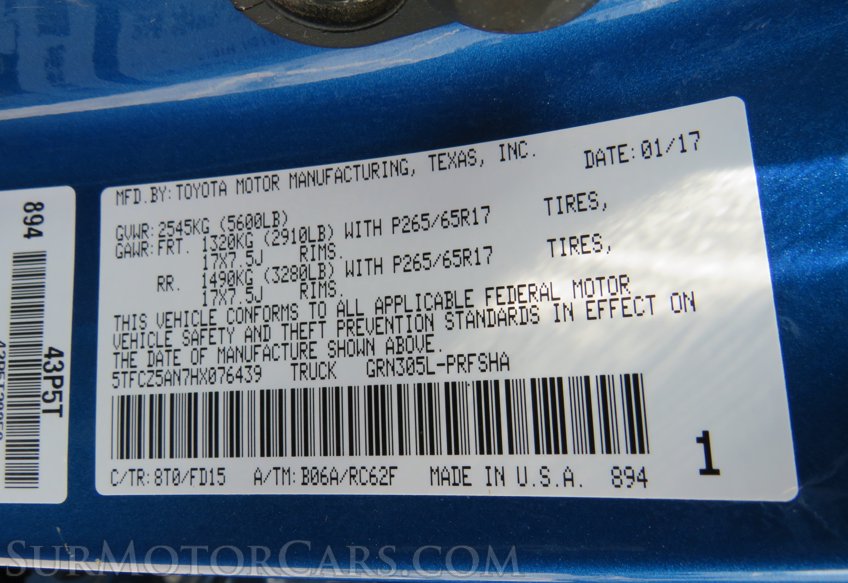 MFD.BY:TOYOTA MOTOR MANUFACTURING, TEXAS, INC. DATE:01/17
GVWR:2545KG (5600LB)
GAWR:FRT. 1320KG (2910LB) WITH P265/65R17 TIRES,
17X7.5J RIMS.
RR. 1490KG (3280LB) WITH P265/65R17 TIRES,
17X7.5J RIMS.
THIS VEHICLE CONFORMS TO ALL APPLICABLE FEDERAL MOTOR
VEHICLE SAFETY AND THEFT PREVENTION STANDARDS IN EFFECT ON
THE DATE OF MANUFACTURE SHOWN ABOVE.
5TFCZ5AN7HX076439 TRUCK GRN305L-PRFSHA
C/TR:8T0/FD15 A/TM:B06A/RC62F MADE IN U.S.A. 894
1
894
43P5T
SURMOTORCARS.COM